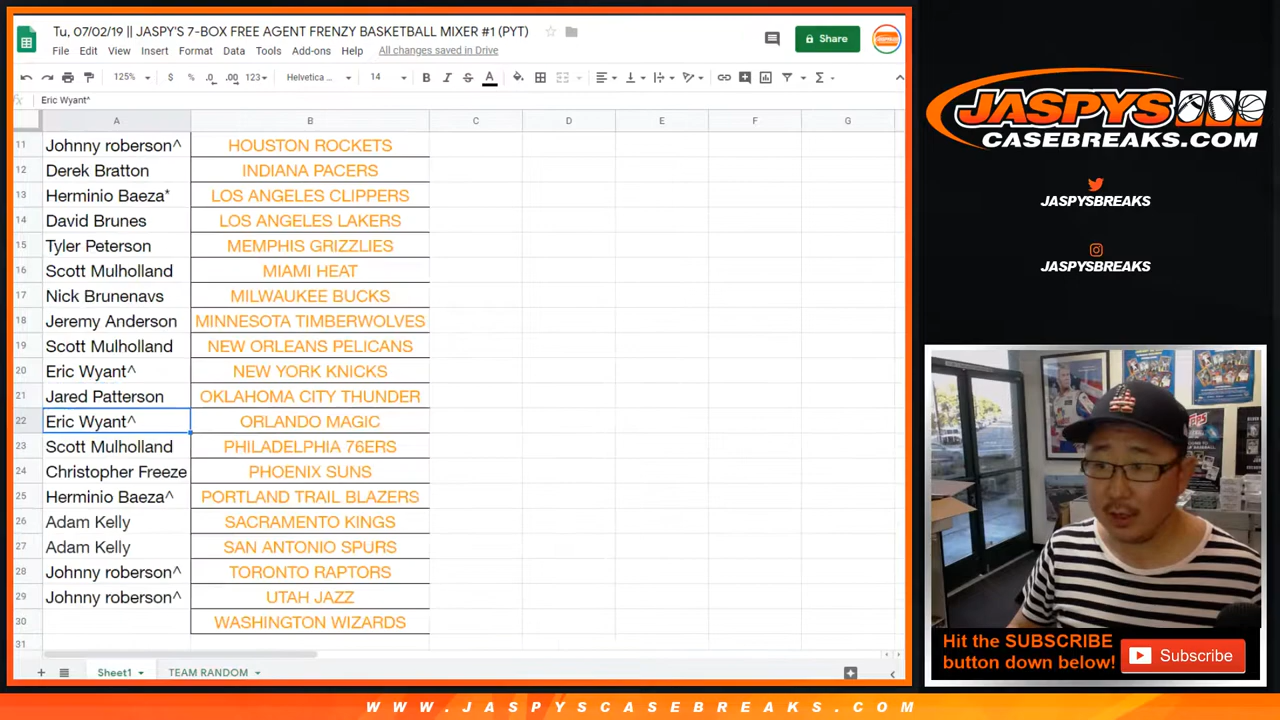 Tu, 07/02/19 || JASPY'S 7-BOX FREE AGENT FRENZY BASKETBALL MIXER #1 (PYT)
File Edit View Insert Format Data Tools Add-ons Help All changes saved in Drive
Share
125% $ % .0 .00 123 Helvetica ... 14 B I S A
fx Eric Wyant^
A B C D E F G
11 Johnny roberson^ HOUSTON ROCKETS
12 Derek Bratton INDIANA PACERS
13 Herminio Baeza* LOS ANGELES CLIPPERS
14 David Brunes LOS ANGELES LAKERS
15 Tyler Peterson MEMPHIS GRIZZLIES
16 Scott Mulholland MIAMI HEAT
17 Nick Brunenavs MILWAUKEE BUCKS
18 Jeremy Anderson MINNESOTA TIMBERWOLVES
19 Scott Mulholland NEW ORLEANS PELICANS
20 Eric Wyant^ NEW YORK KNICKS
21 Jared Patterson OKLAHOMA CITY THUNDER
22 Eric Wyant^ ORLANDO MAGIC
23 Scott Mulholland PHILADELPHIA 76ERS
24 Christopher Freeze PHOENIX SUNS
25 Herminio Baeza^ PORTLAND TRAIL BLAZERS
26 Adam Kelly SACRAMENTO KINGS
27 Adam Kelly SAN ANTONIO SPURS
28 Johnny roberson^ TORONTO RAPTORS
29 Johnny roberson^ UTAH JAZZ
30 WASHINGTON WIZARDS
31
Sheet1 TEAM RANDOM
JASPYS
CASEBREAKS.COM
JASPYSBREAKS
JASPYSBREAKS
Hit the SUBSCRIBE
button down below!
Subscribe
WWW.JASPYSCASEBREAKS.COM